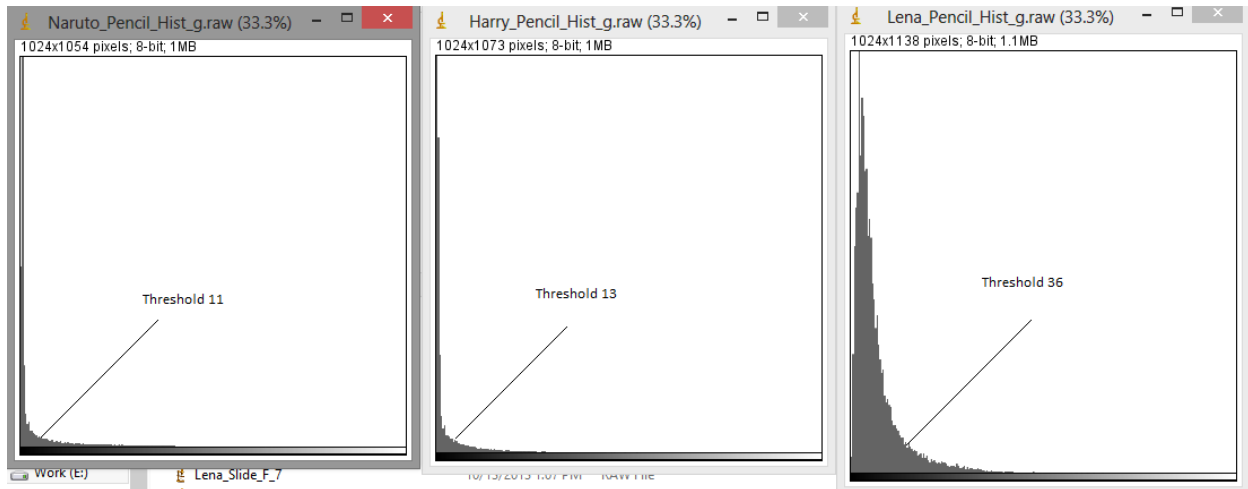 Naruto_Pencil_Hist_g.raw (33.3%)
1024x1054 pixels; 8-bit; 1MB
Threshold 11
Harry_Pencil_Hist_g.raw (33.3%)
1024x1073 pixels; 8-bit; 1MB
Threshold 13
Lena_Pencil_Hist_g.raw (33.3%)
1024x1138 pixels; 8-bit; 1.1MB
Threshold 36
Work (E:)
Lena_Slide_F_7
RAW File